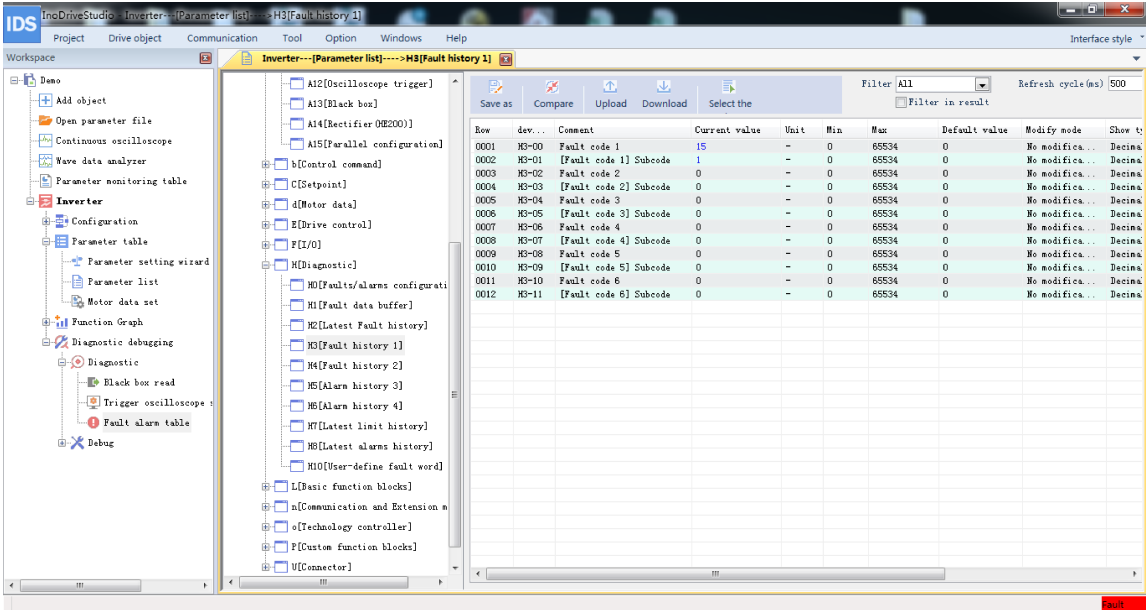 IDS
InoDriveStudio - Inverter---[Parameter list]---->H3[Fault history 1]
Project Drive object Communication Tool Option Windows Help Interface style
Workspace
Inverter---[Parameter list]---->H3[Fault history 1]
Demo
Add object
Open parameter file
Continuous oscilloscope
Wave data analyzer
Parameter monitoring table
Inverter
Configuration
Parameter table
Parameter setting wizard
Parameter list
Motor data set
Function Graph
Diagnostic debugging
Diagnostic
Black box read
Trigger oscilloscope s
Fault alarm table
Debug
A12[Oscilloscope trigger]
A13[Black box]
A14[Rectifier(HE200)]
A15[Parallel configuration]
b[Control command]
C[Setpoint]
d[Motor data]
E[Drive control]
F[I/O]
H[Diagnostic]
H0[Faults/alarms configurati
H1[Fault data buffer]
H2[Latest Fault history]
H3[Fault history 1]
H4[Fault history 2]
H5[Alarm history 3]
H6[Alarm history 4]
H7[Latest limit history]
H8[Latest alarms history]
H10[User-define fault word]
L[Basic function blocks]
n[Communication and Extension m
o[Technology controller]
P[Custom function blocks]
U[Connector]
Save as Compare Upload Download Select the
Filter All Refresh cycle(ms) 500
Filter in result
Row dev... Comment Current value Unit Min Max Default value Modify mode Show ty
0001 H3-00 Fault code 1 15 - 0 65534 0 No modifica... Decimal
0002 H3-01 [Fault code 1] Subcode 1 - 0 65534 0 No modifica... Decimal
0003 H3-02 Fault code 2 0 - 0 65534 0 No modifica... Decimal
0004 H3-03 [Fault code 2] Subcode 0 - 0 65534 0 No modifica... Decimal
0005 H3-04 Fault code 3 0 - 0 65534 0 No modifica... Decimal
0006 H3-05 [Fault code 3] Subcode 0 - 0 65534 0 No modifica... Decimal
0007 H3-06 Fault code 4 0 - 0 65534 0 No modifica... Decimal
0008 H3-07 [Fault code 4] Subcode 0 - 0 65534 0 No modifica... Decimal
0009 H3-08 Fault code 5 0 - 0 65534 0 No modifica... Decimal
0010 H3-09 [Fault code 5] Subcode 0 - 0 65534 0 No modifica... Decimal
0011 H3-10 Fault code 6 0 - 0 65534 0 No modifica... Decimal
0012 H3-11 [Fault code 6] Subcode 0 - 0 65534 0 No modifica... Decimal
Fault